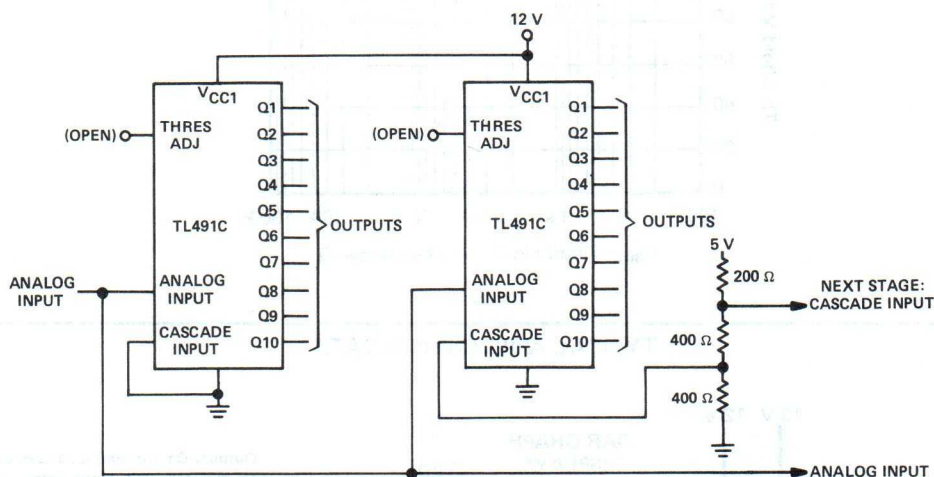 12 V
VCC1
(OPEN)
THRES
ADJ
TL491C
ANALOG
INPUT
ANALOG
INPUT
CASCADE
INPUT
Q1
Q2
Q3
Q4
Q5
Q6
Q7
Q8
Q9
Q10
OUTPUTS
VCC1
(OPEN)
THRES
ADJ
TL491C
ANALOG
INPUT
CASCADE
INPUT
Q1
Q2
Q3
Q4
Q5
Q6
Q7
Q8
Q9
Q10
OUTPUTS
5 V
200 Ω
NEXT STAGE:
CASCADE INPUT
400 Ω
400 Ω
ANALOG INPUT